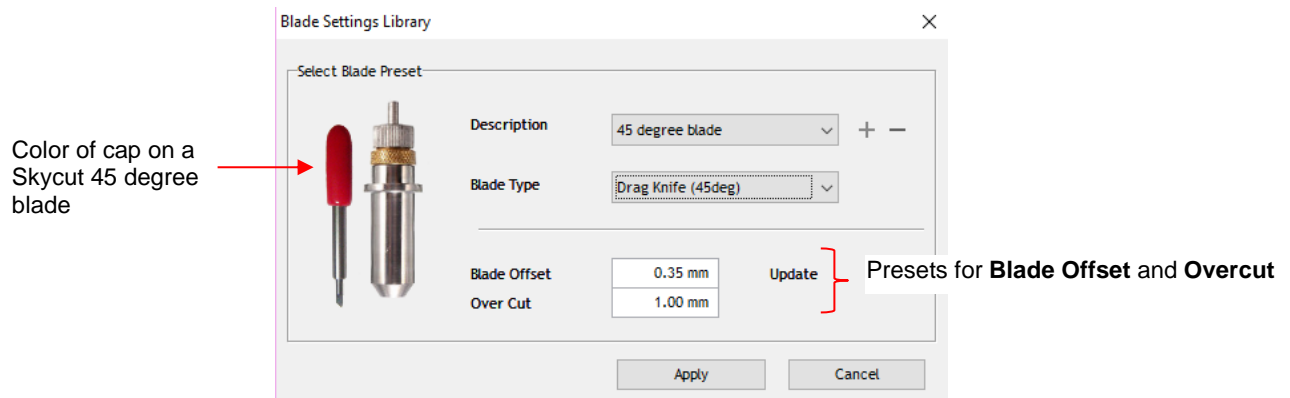 Blade Settings Library
Select Blade Preset
Color of cap on a
Skycut 45 degree
blade
Description
45 degree blade
Blade Type
Drag Knife (45deg)
Blade Offset
0.35 mm
Update
Over Cut
1.00 mm
Presets for Blade Offset and Overcut
Apply
Cancel